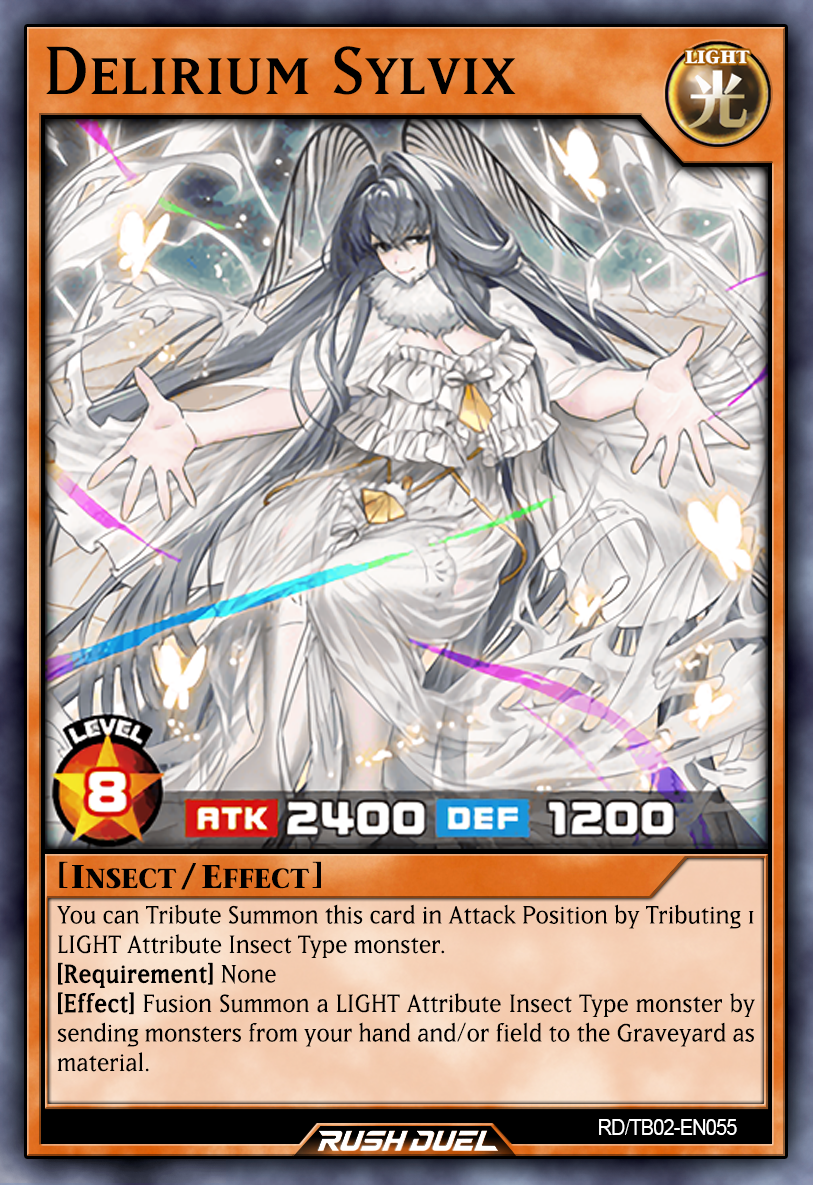 Delirium Sylvix
LIGHT
光
LEVEL
8
ATK 2400 DEF 1200
[Insect/Effect]
You can Tribute Summon this card in Attack Position by Tributing 1
LIGHT Attribute Insect Type monster.
[Requirement] None
[Effect] Fusion Summon a LIGHT Attribute Insect Type monster by
sending monsters from your hand and/or field to the Graveyard as
material.
RD/TB02-EN055
RUSH DUEL